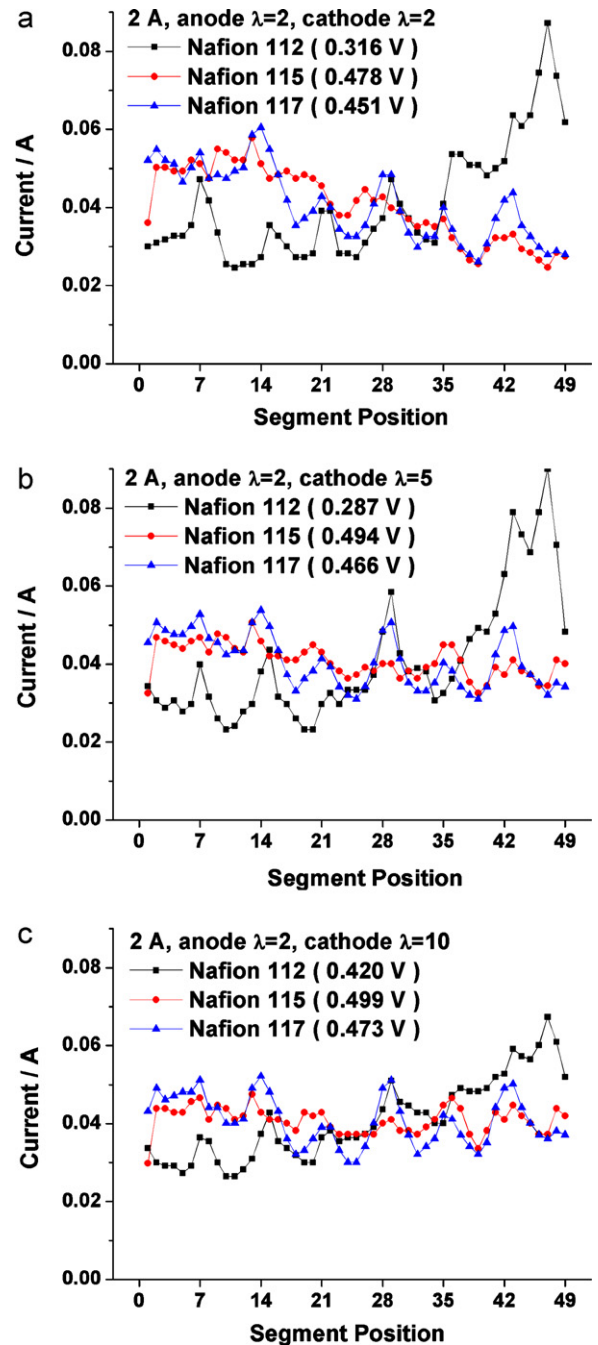 a
2 A, anode λ=2, cathode λ=2
Nafion 112 ( 0.316 V )
Nafion 115 ( 0.478 V )
Nafion 117 ( 0.451 V )
Current / A
0.08
0.06
0.04
0.02
0.00
0 7 14 21 28 35 42 49
Segment Position
b
2 A, anode λ=2, cathode λ=5
Nafion 112 ( 0.287 V )
Nafion 115 ( 0.494 V )
Nafion 117 ( 0.466 V )
Current / A
0.08
0.06
0.04
0.02
0.00
0 7 14 21 28 35 42 49
Segment Position
c
2 A, anode λ=2, cathode λ=10
Nafion 112 ( 0.420 V )
Nafion 115 ( 0.499 V )
Nafion 117 ( 0.473 V )
Current / A
0.08
0.06
0.04
0.02
0.00
0 7 14 21 28 35 42 49
Segment Position